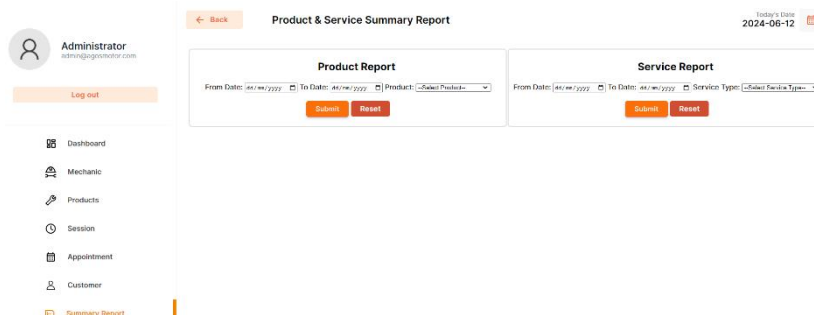 ← Back
Product & Service Summary Report
Today's Date
2024-06-12
Administrator
admin@agosmotor.com
Log out
Dashboard
Mechanic
Products
Session
Appointment
Customer
Summary Report
Product Report
From Date: dd/mm/yyyy To Date: dd/mm/yyyy Product: --Select Product--
Submit Reset
Service Report
From Date: dd/mm/yyyy To Date: dd/mm/yyyy Service Type: --Select Service Type--
Submit Reset